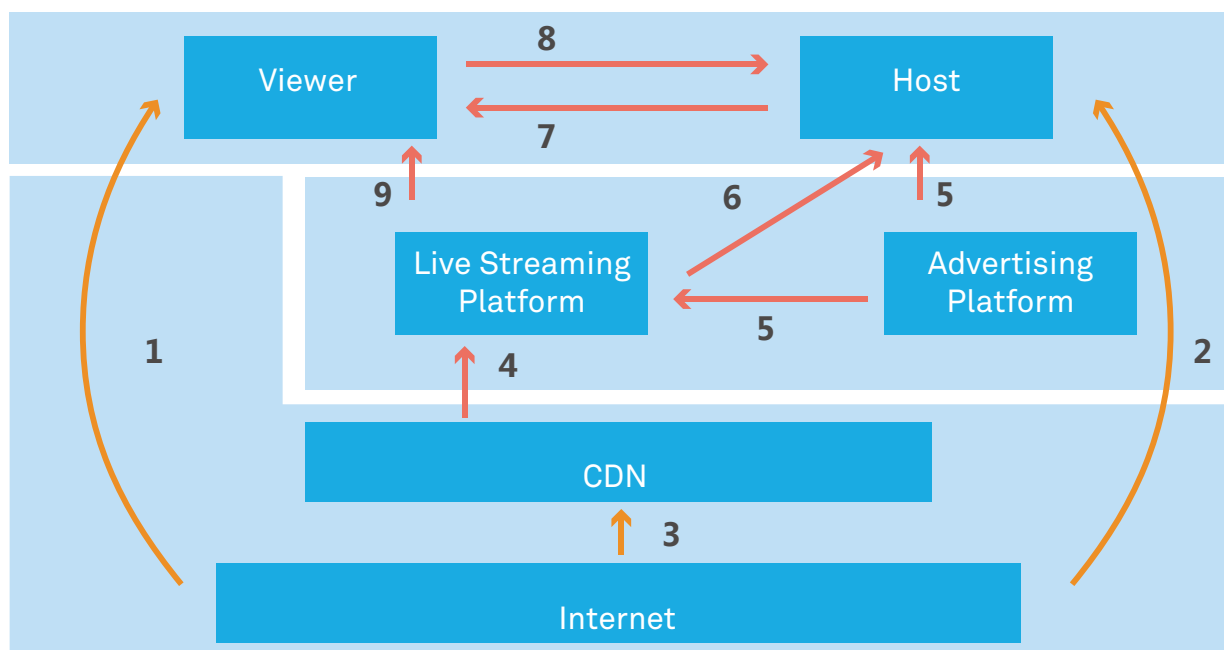 8
Viewer
Host
7
9
6
5
Live Streaming
Platform
Advertising
Platform
5
1
4
2
CDN
3
Internet